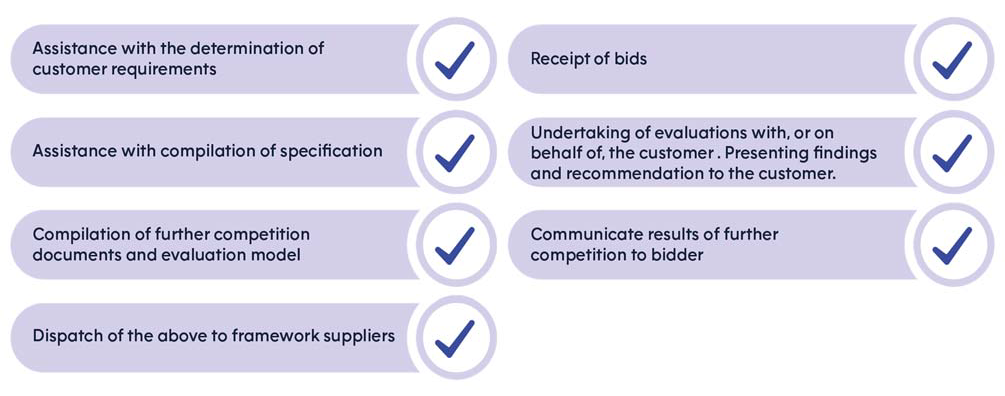 Assistance with the determination of
customer requirements
Assistance with compilation of specification
Compilation of further competition
documents and evaluation model
Dispatch of the above to framework suppliers
Receipt of bids
Undertaking of evaluations with, or on
behalf of, the customer . Presenting findings
and recommendation to the customer.
Communicate results of further
competition to bidder